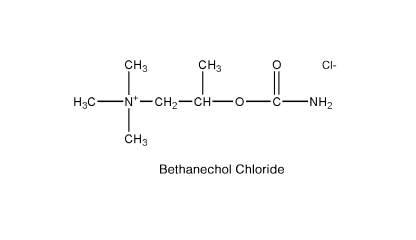 CH3 CH3 O Cl-
H3C N+ CH2 CH O C NH2
CH3
Bethanechol Chloride